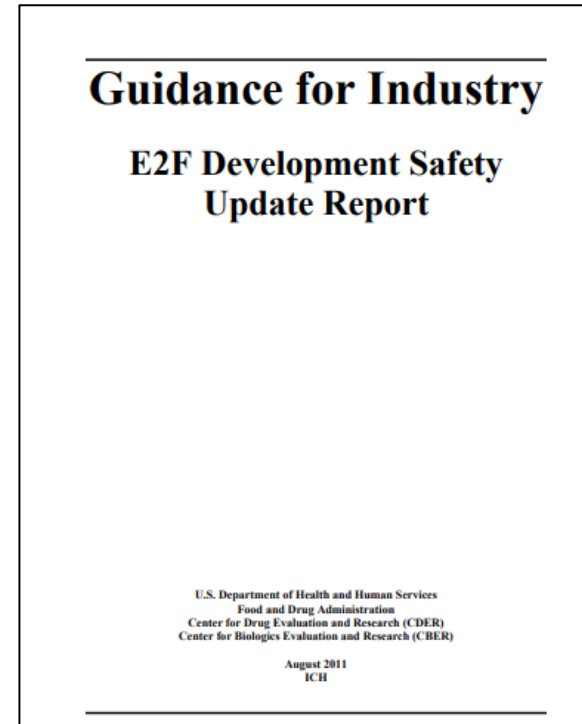 Guidance for Industry
E2F Development Safety
Update Report
U.S. Department of Health and Human Services
Food and Drug Administration
Center for Drug Evaluation and Research (CDER)
Center for Biologics Evaluation and Research (CBER)
August 2011
ICH